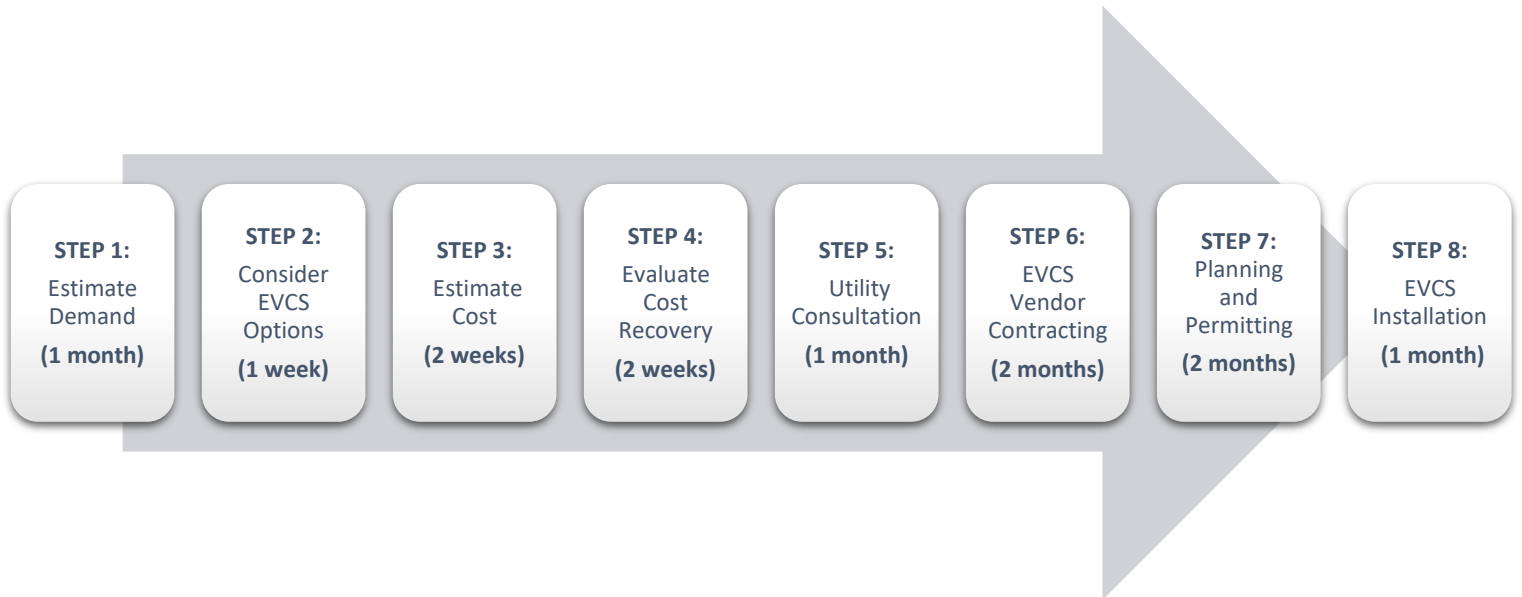 STEP 1:
Estimate
Demand
(1 month)
STEP 2:
Consider
EVCS
Options
(1 week)
STEP 3:
Estimate
Cost
(2 weeks)
STEP 4:
Evaluate
Cost
Recovery
(2 weeks)
STEP 5:
Utility
Consultation
(1 month)
STEP 6:
EVCS
Vendor
Contracting
(2 months)
STEP 7:
Planning
and
Permitting
(2 months)
STEP 8:
EVCS
Installation
(1 month)